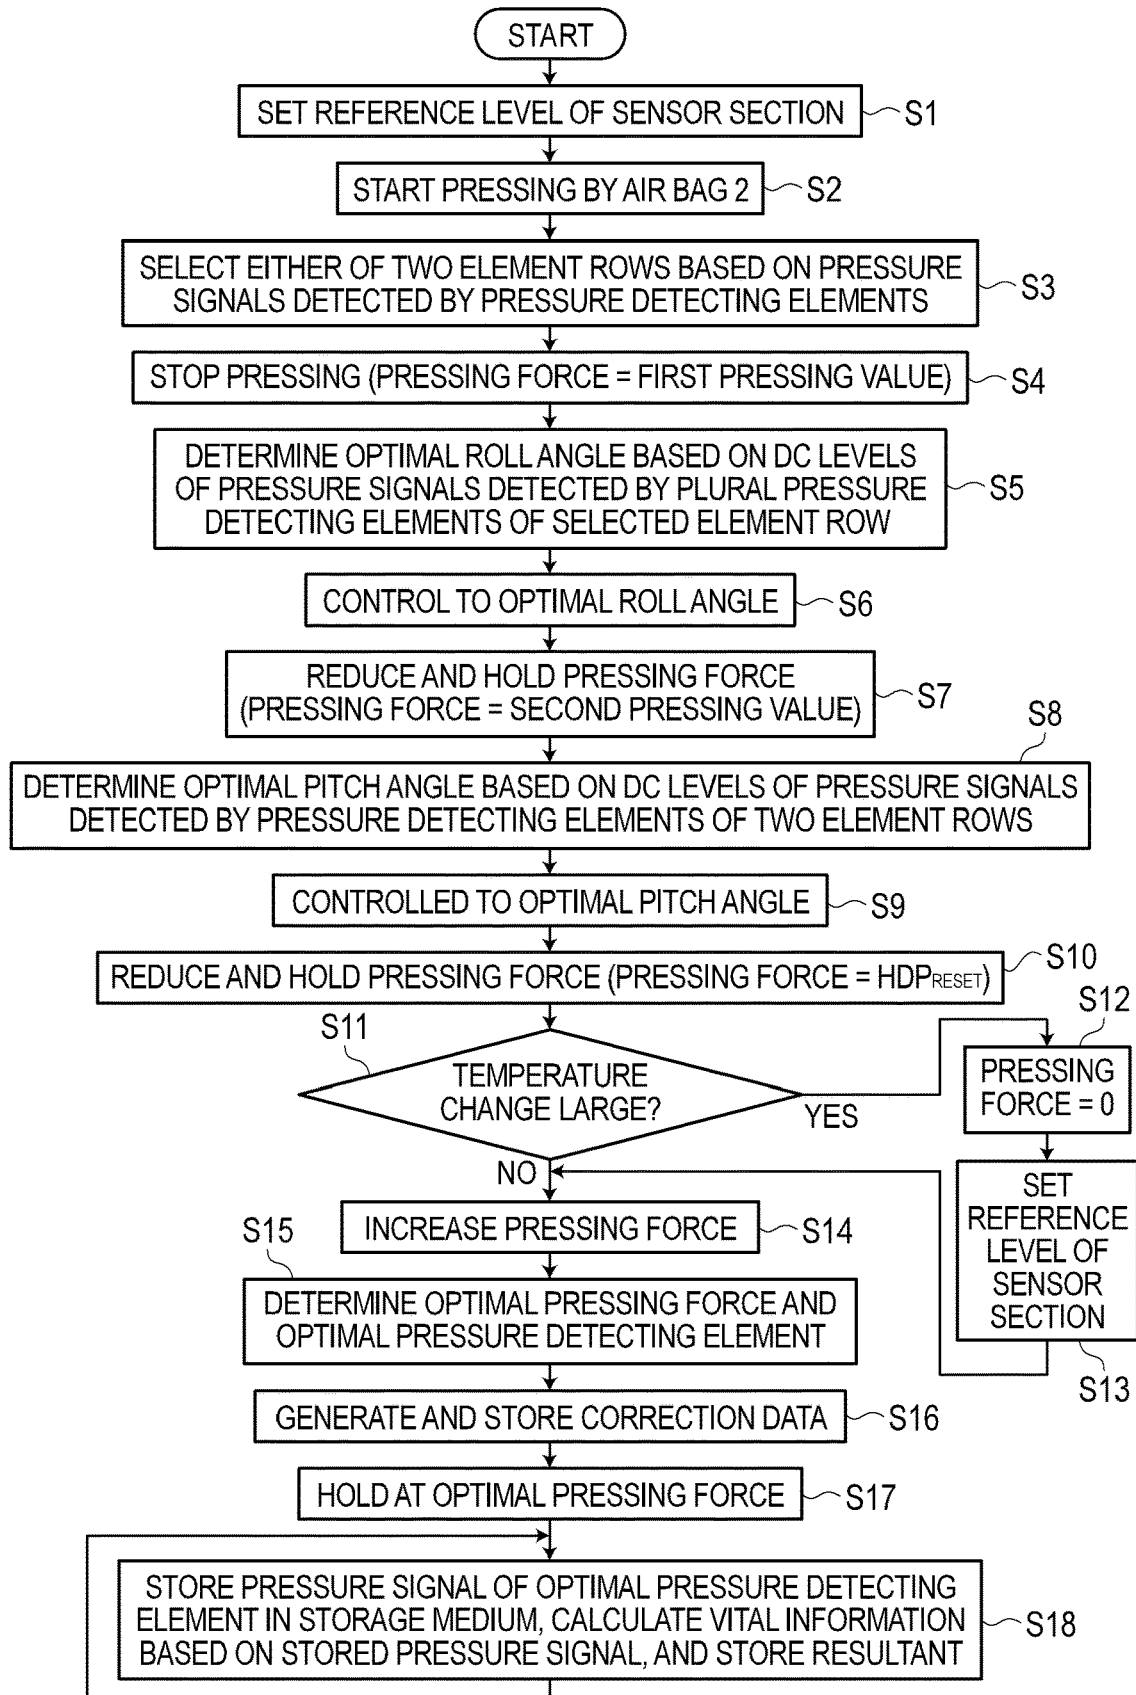 START
SET REFERENCE LEVEL OF SENSOR SECTION
S1
START PRESSING BY AIR BAG 2
S2
SELECT EITHER OF TWO ELEMENT ROWS BASED ON PRESSURE
SIGNALS DETECTED BY PRESSURE DETECTING ELEMENTS
S3
STOP PRESSING (PRESSING FORCE = FIRST PRESSING VALUE)
S4
DETERMINE OPTIMAL ROLL ANGLE BASED ON DC LEVELS
OF PRESSURE SIGNALS DETECTED BY PLURAL PRESSURE
DETECTING ELEMENTS OF SELECTED ELEMENT ROW
S5
CONTROL TO OPTIMAL ROLL ANGLE
S6
REDUCE AND HOLD PRESSING FORCE
(PRESSING FORCE = SECOND PRESSING VALUE)
S7
S8
DETERMINE OPTIMAL PITCH ANGLE BASED ON DC LEVELS OF PRESSURE SIGNALS
DETECTED BY PRESSURE DETECTING ELEMENTS OF TWO ELEMENT ROWS
CONTROLLED TO OPTIMAL PITCH ANGLE
S9
REDUCE AND HOLD PRESSING FORCE (PRESSING FORCE = HDPRESET)
S10
S11
TEMPERATURE
CHANGE LARGE?
YES
NO
S12
PRESSING
FORCE = 0
SET
REFERENCE
LEVEL OF
SENSOR
SECTION
S13
INCREASE PRESSING FORCE
S14
S15
DETERMINE OPTIMAL PRESSING FORCE AND
OPTIMAL PRESSURE DETECTING ELEMENT
GENERATE AND STORE CORRECTION DATA
S16
HOLD AT OPTIMAL PRESSING FORCE
S17
STORE PRESSURE SIGNAL OF OPTIMAL PRESSURE DETECTING
ELEMENT IN STORAGE MEDIUM, CALCULATE VITAL INFORMATION
BASED ON STORED PRESSURE SIGNAL, AND STORE RESULTANT
S18